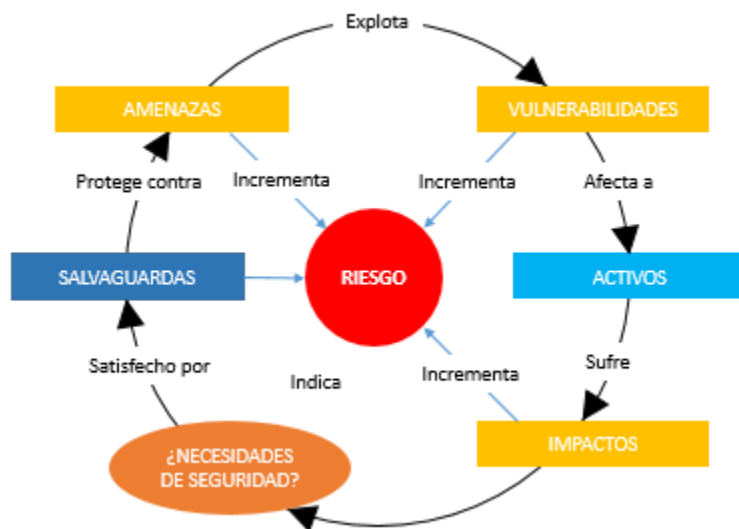 Explota
AMENAZAS
VULNERABILIDADES
Protege contra
Incrementa
Incrementa
Afecta a
SALVAGUARDAS
RIESGO
ACTIVOS
Satisfecho por
Indica
Incrementa
Sufre
¿NECESIDADES
DE SEGURIDAD?
IMPACTOS